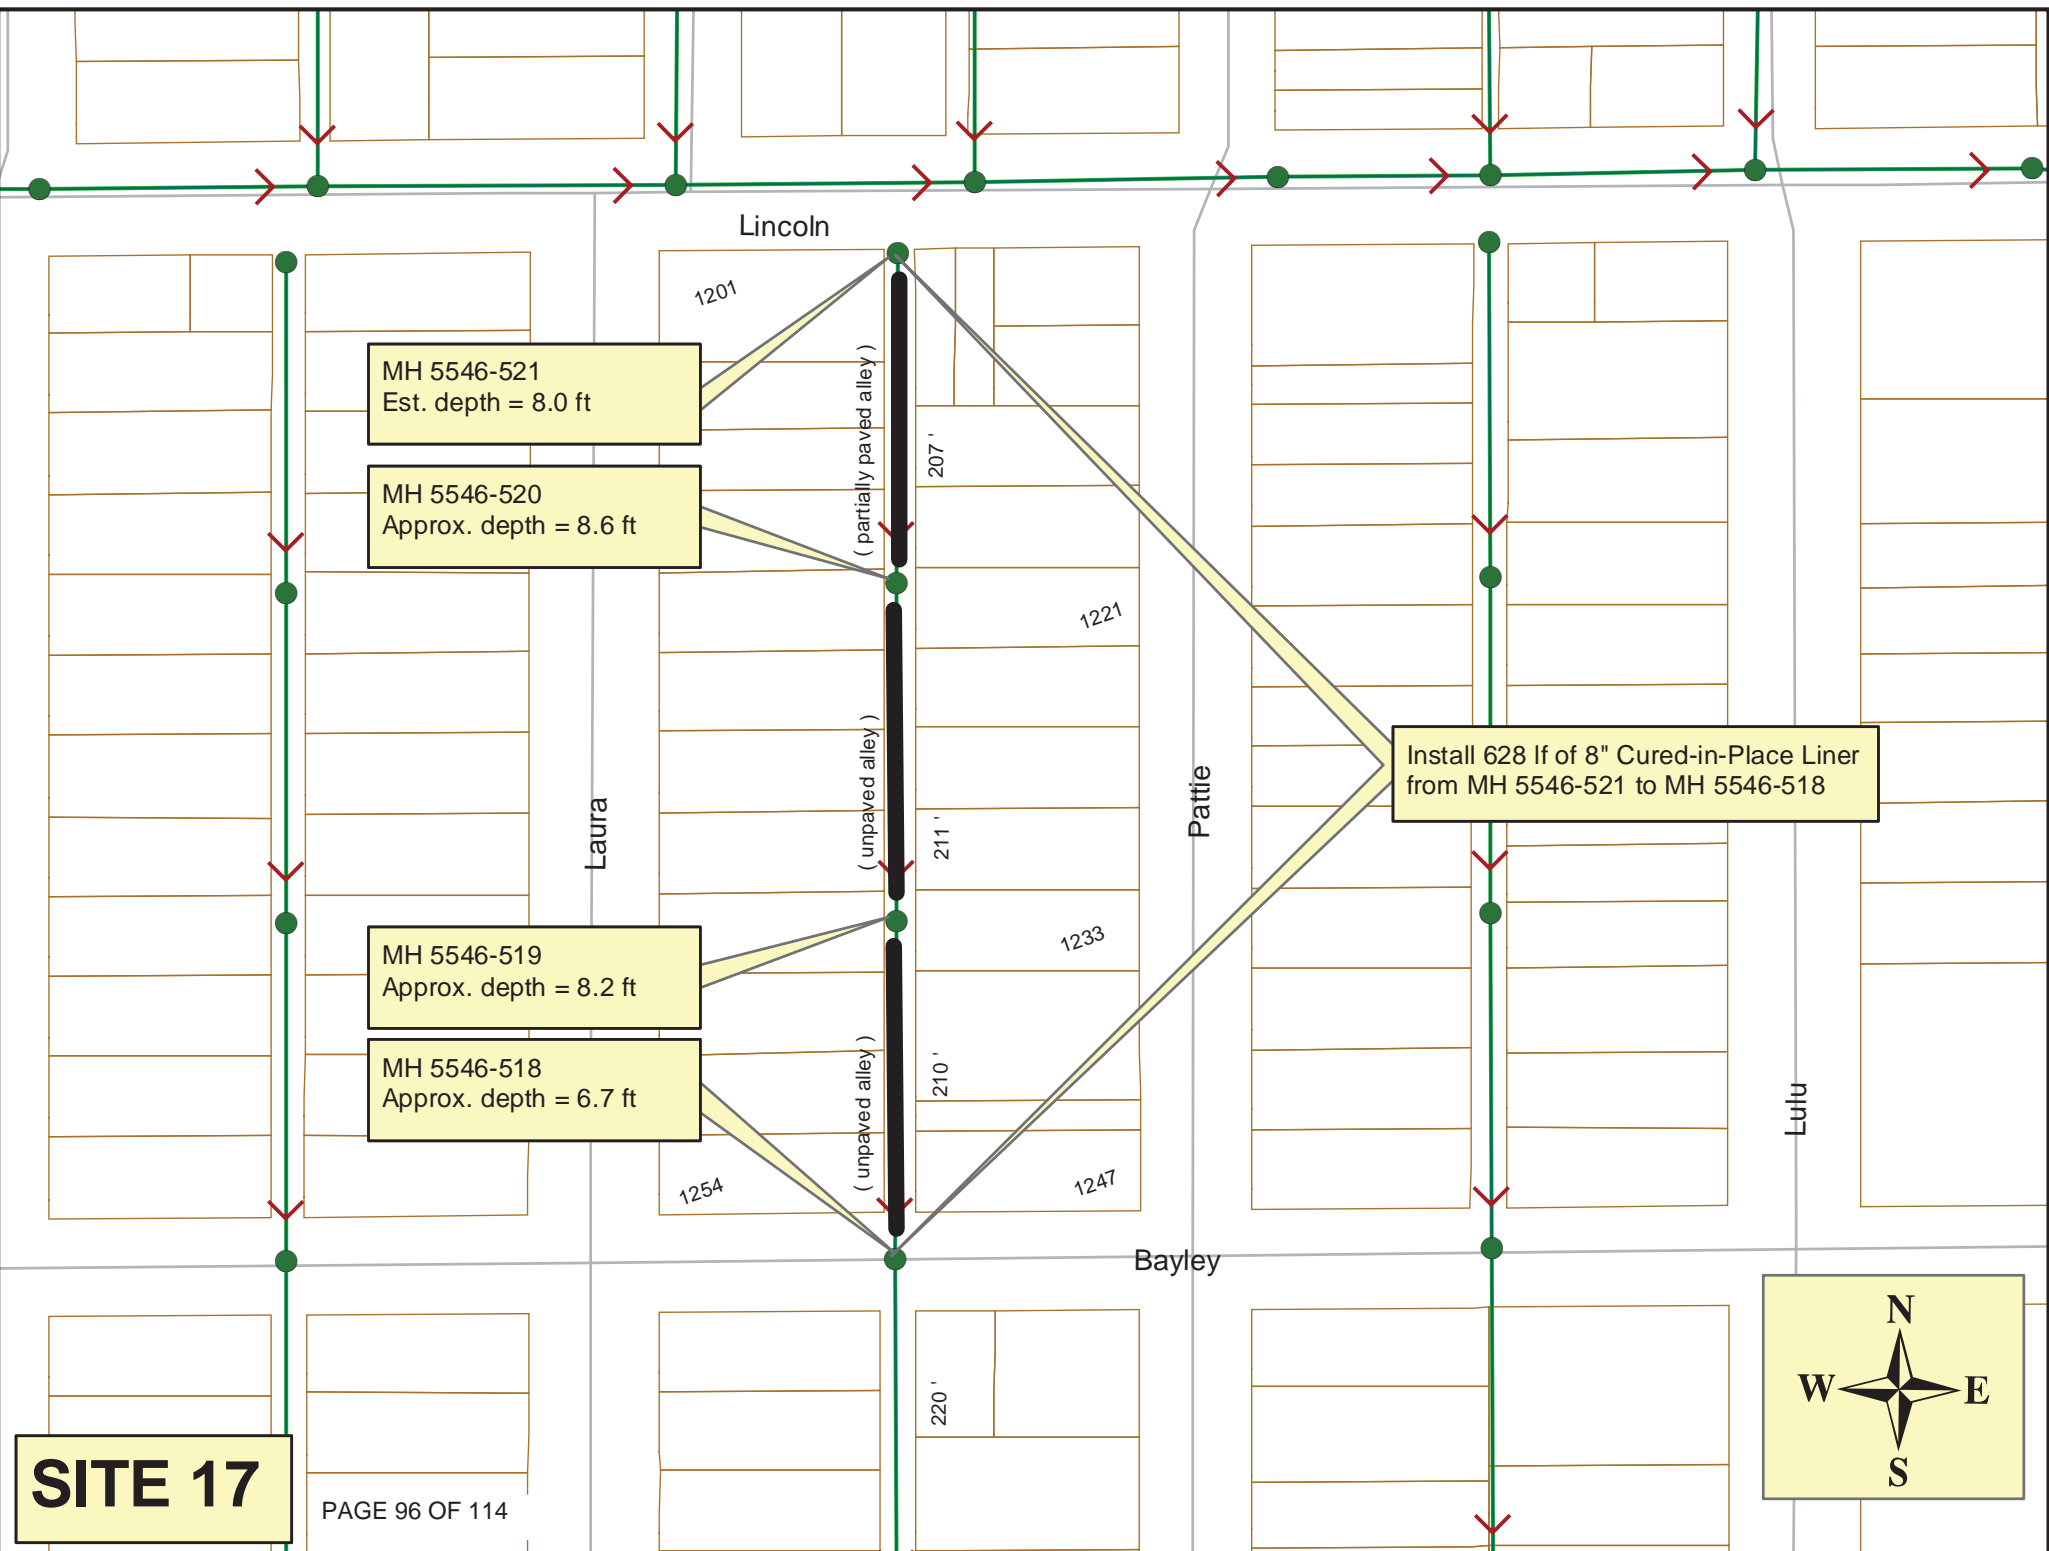 Lincoln
1201
MH 5546-521
Est. depth = 8.0 ft
( partially paved alley )
207 '
MH 5546-520
Approx. depth = 8.6 ft
1221
Install 628 lf of 8" Cured-in-Place Liner
from MH 5546-521 to MH 5546-518
Laura
( unpaved alley )
211 '
Pattie
MH 5546-519
Approx. depth = 8.2 ft
1233
MH 5546-518
Approx. depth = 6.7 ft
( unpaved alley )
210 '
Lulu
1254
1247
Bayley
220 '
N
W
E
S
SITE 17
PAGE 96 OF 114